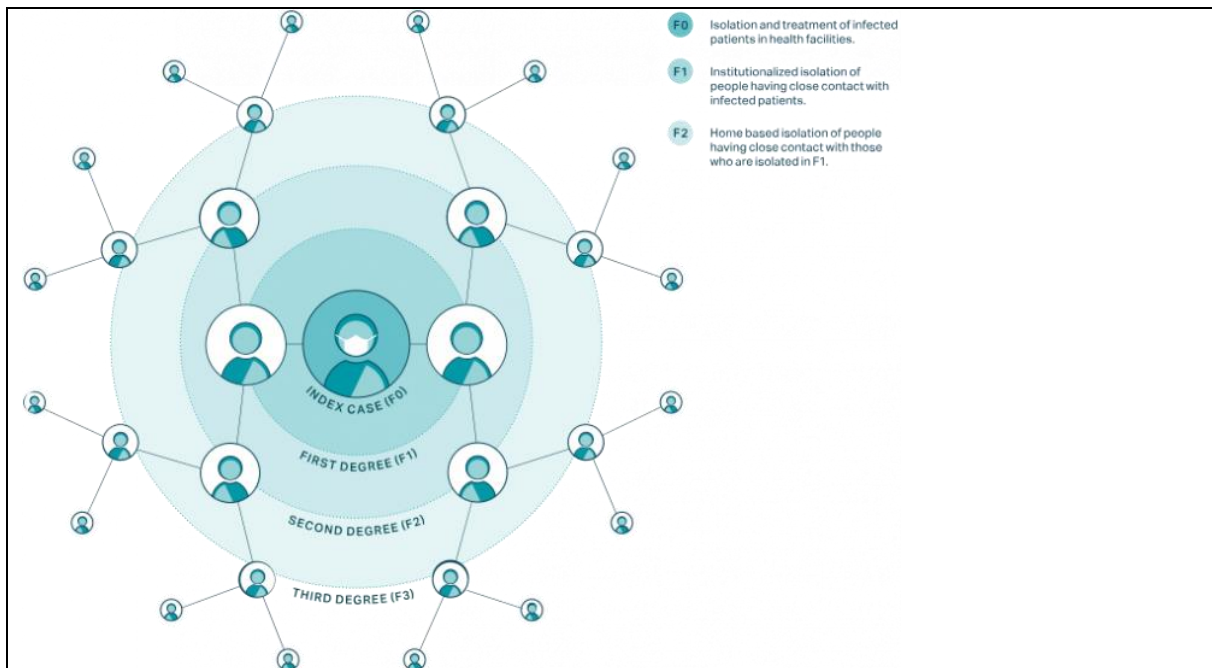 F0
Isolation and treatment of infected
patients in health facilities.
F1
Institutionalized isolation of
people having close contact with
infected patients.
F2
Home based isolation of people
having close contact with those
who are isolated in F1.
INDEX CASE (F0)
FIRST DEGREE (F1)
SECOND DEGREE (F2)
THIRD DEGREE (F3)